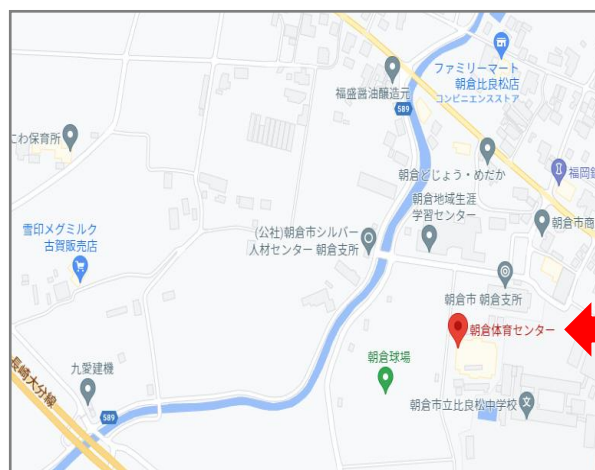 ファミリーマート
朝倉比良松店
コンビニエンスストア
福盛醤油醸造元
589
こわ保育所
朝倉どじょう・めだか
福岡銀
朝倉地域生涯
学習センター
朝倉市商
(公社)朝倉市シルバー
人材センター 朝倉支所
雪印メグミルク
古賀販売店
朝倉市 朝倉支所
朝倉体育センター
長崎大分線
九愛建機
朝倉球場
朝倉市立比良松中学校
589